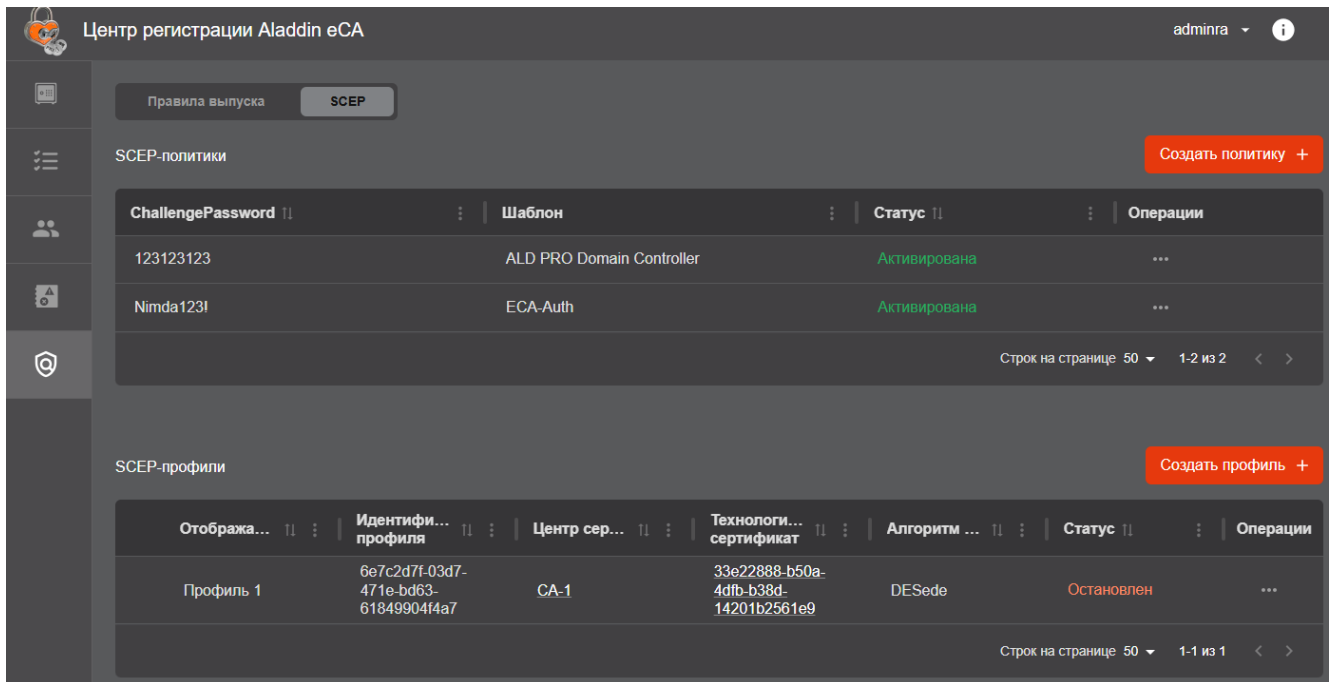 Центр регистрации Aladdin eCA
adminra
Правила выпуска SCEP
SCEP-политики
Создать политику +
ChallengePassword Шаблон Статус Операции
123123123 ALD PRO Domain Controller Активирована ...
Nimda123! ECA-Auth Активирована ...
Строк на странице 50 1-2 из 2 < >
SCEP-профили
Создать профиль +
Отобража... Идентифи... профиля Центр сер... Технологи... сертификат Алгоритм ... Статус Операции
Профиль 1
6e7c2d7f-03d7-
471e-bd63-
61849904f4a7
CA-1
33e22888-b50a-
4dfb-b38d-
14201b2561e9
DESede
Остановлен
...
Строк на странице 50 1-1 из 1 < >